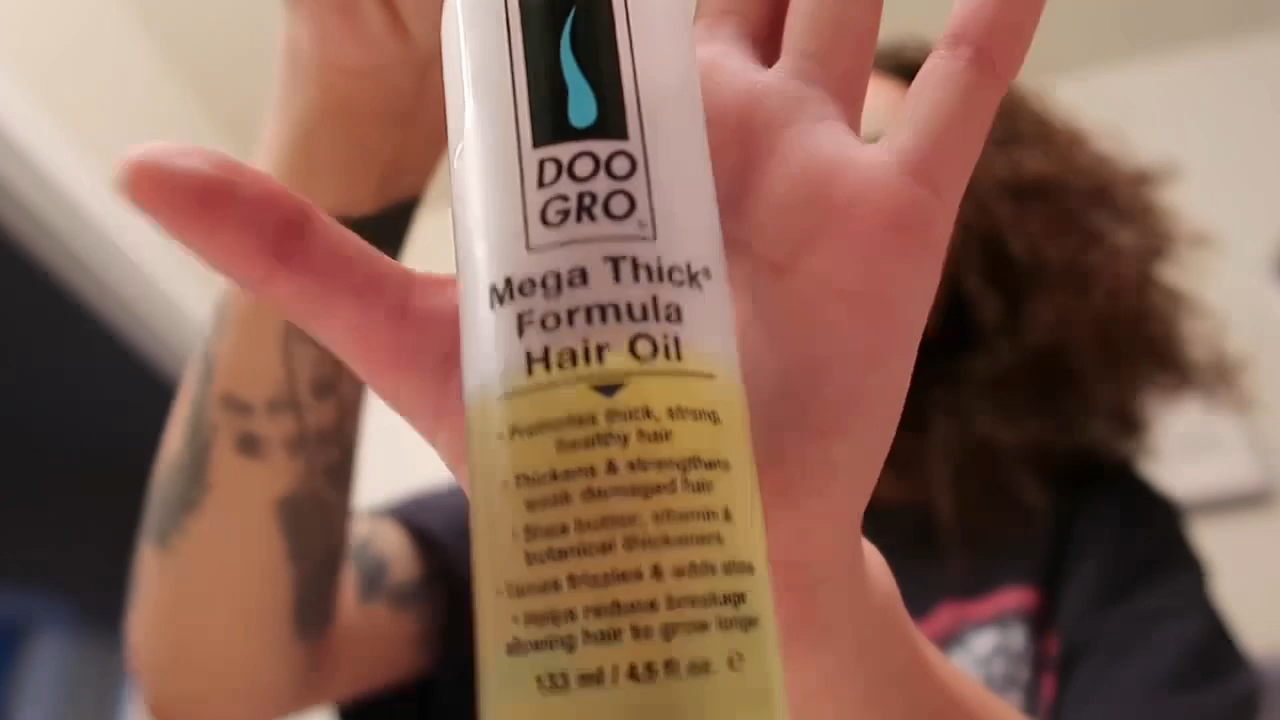 DOO
GRO
Mega Thick®
Formula
Hair Oil
• Promotes thick, strong,
healthy hair
• Thickens & strengthens
weak damaged hair
• Shea butter, vitamin E
botanical thickeners
• Tames frizzies & adds shine
• Helps reduce breakage
allowing hair to grow longer
133 ml / 4.5 fl oz. ℮